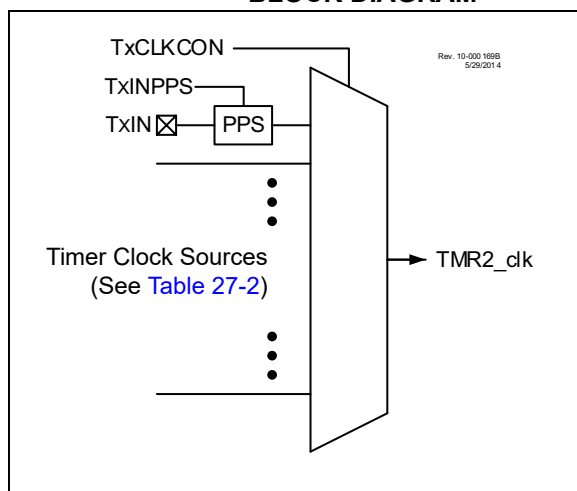 BLOCK DIAGRAM
TxCLKCON
Rev. 10-000 169B
5/29/2014
TxINPPS
TxIN
PPS
Timer Clock Sources
(See Table 27-2)
TMR2_clk